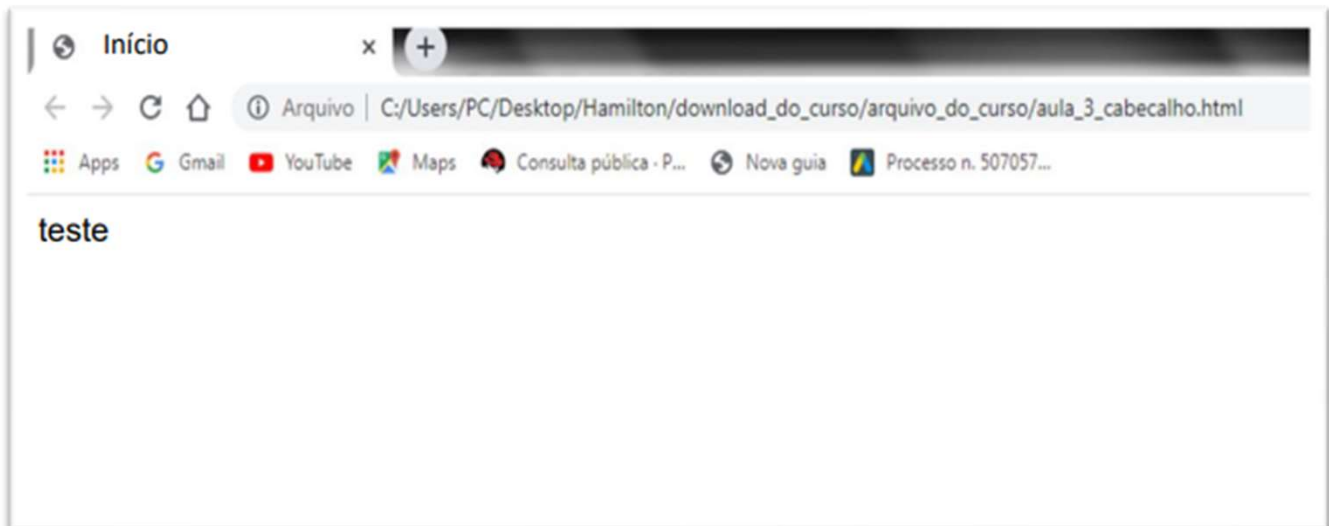 Início
Arquivo | C:/Users/PC/Desktop/Hamilton/download_do_curso/arquivo_do_curso/aula_3_cabecalho.html
Apps Gmail YouTube Maps Consulta pública - P... Nova guia Processo n. 507057...
teste